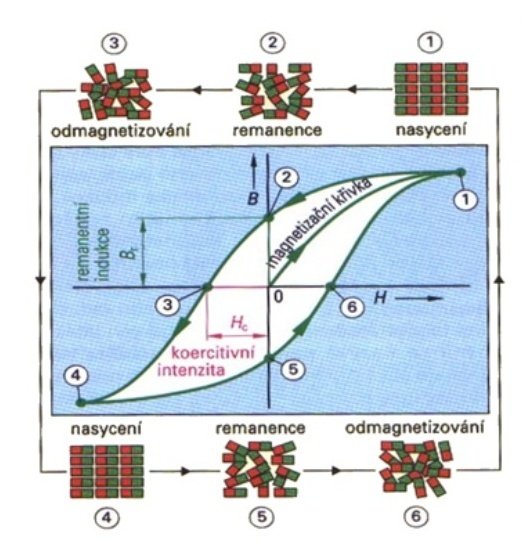 3 2 1
odmagnetizování remanence nasycení
B 2
1
magnetizační křivka
remanentní
indukce
Br
3 0 6 H
Hc
koercitivní
intenzita
4 5
nasycení remanence odmagnetizování
4 5 6